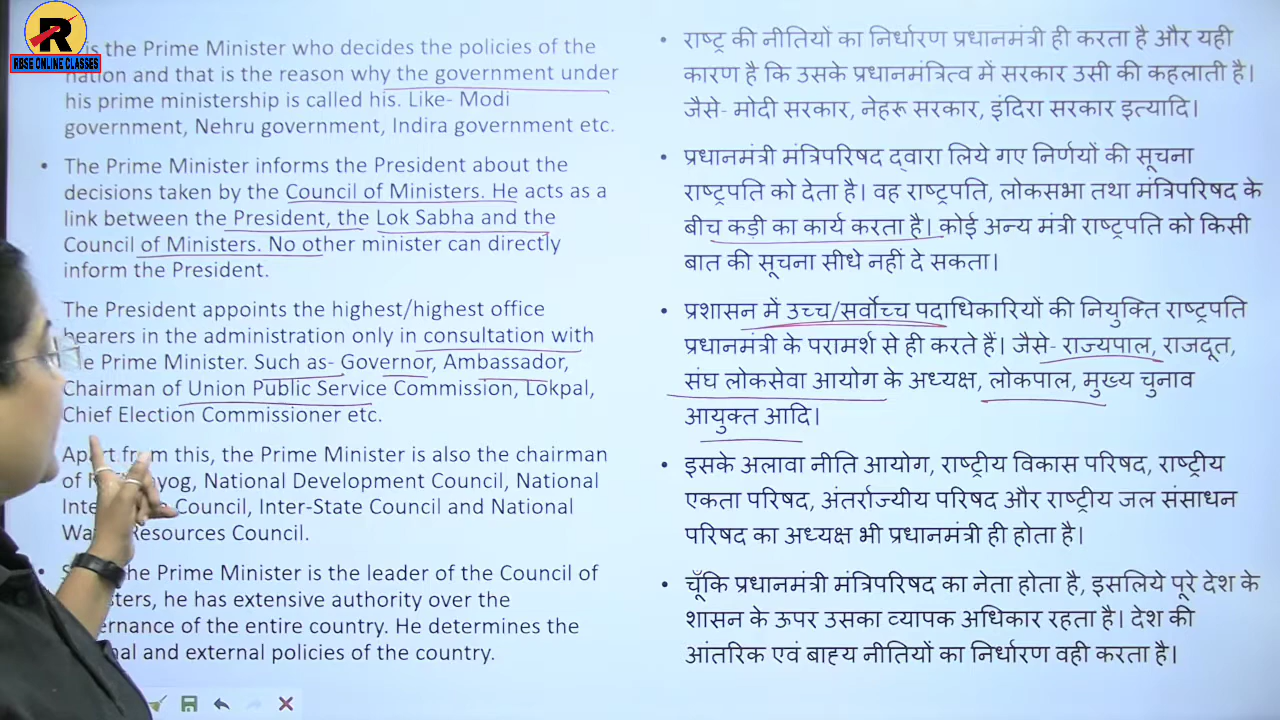 R
RBSE ONLINE CLASSES
is the Prime Minister who decides the policies of the
nation and that is the reason why the government under
his prime ministership is called his. Like- Modi
government, Nehru government, Indira government etc.
• The Prime Minister informs the President about the
decisions taken by the Council of Ministers. He acts as a
link between the President, the Lok Sabha and the
Council of Ministers. No other minister can directly
inform the President.
The President appoints the highest/highest office
bearers in the administration only in consultation with
the Prime Minister. Such as- Governor, Ambassador,
Chairman of Union Public Service Commission, Lokpal,
Chief Election Commissioner etc.
Apart from this, the Prime Minister is also the chairman
of National Development Council, National
Council, Inter-State Council and National
Resources Council.
• the Prime Minister is the leader of the Council of
he has extensive authority over the
of the entire country. He determines the
and external policies of the country.
• राष्ट्र की नीतियों का निर्धारण प्रधानमंत्री ही करता है और यही
कारण है कि उसके प्रधानमंत्रित्व में सरकार उसी की कहलाती है।
जैसे- मोदी सरकार, नेहरू सरकार, इंदिरा सरकार इत्यादि।
• प्रधानमंत्री मंत्रिपरिषद द्वारा लिये गए निर्णयों की सूचना
राष्ट्रपति को देता है। वह राष्ट्रपति, लोकसभा तथा मंत्रिपरिषद के
बीच कड़ी का कार्य करता है। कोई अन्य मंत्री राष्ट्रपति को किसी
बात की सूचना सीधे नहीं दे सकता।
• प्रशासन में उच्च/सर्वोच्च पदाधिकारियों की नियुक्ति राष्ट्रपति
प्रधानमंत्री के परामर्श से ही करते हैं। जैसे- राज्यपाल, राजदूत,
संघ लोकसेवा आयोग के अध्यक्ष, लोकपाल, मुख्य चुनाव
आयुक्त आदि।
• इसके अलावा नीति आयोग, राष्ट्रीय विकास परिषद, राष्ट्रीय
एकता परिषद, अंतर्राज्यीय परिषद और राष्ट्रीय जल संसाधन
परिषद का अध्यक्ष भी प्रधानमंत्री ही होता है।
• चूँकि प्रधानमंत्री मंत्रिपरिषद का नेता होता है, इसलिये पूरे देश के
शासन के ऊपर उसका व्यापक अधिकार रहता है। देश की
आंतरिक एवं बाह्य नीतियों का निर्धारण वही करता है।